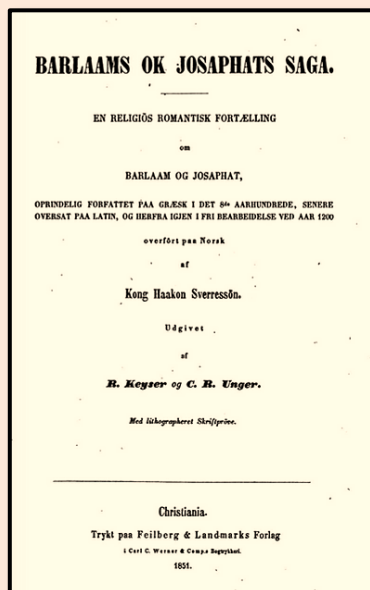 BARLAAMS OK JOSAPHATS SAGA.
EN RELIGIÖS ROMANTISK FORTÆLLING
om
BARLAAM OG JOSAPHAT,
OPRINDELIG FORFATTET PAA GRÆSK I DET 8de AARHUNDREDE, SENERE
OVERSAT PAA LATIN, OG HERFRA IGJEN I FRI BEARBEIDELSE VED AAR 1200
overfört paa Norsk
af
Kong Haakon Sverressön.
Udgivet
af
R. Keyser og C. R. Unger.
Med lithographeret Skriftpröve.
Christiania.
Trykt paa Feilberg & Landmarks Forlag
i Carl C. Werner & Comp.s Bogtrykkeri.
1851.